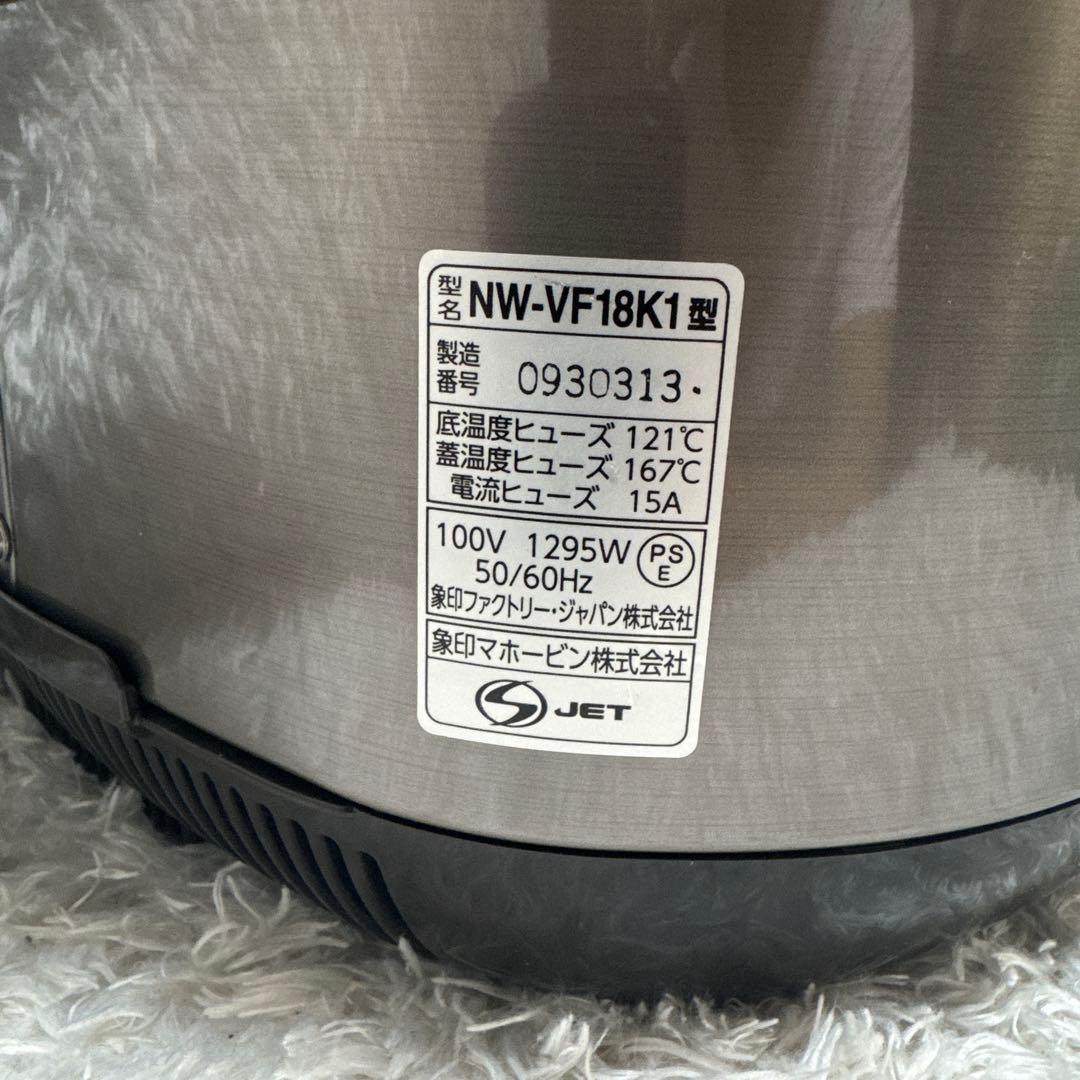 型名 NW-VF18K1型
製造番号 0930313.
底温度ヒューズ 121℃
蓋温度ヒューズ 167℃
電流ヒューズ 15A
100V 1295W PSE
50/60Hz
象印ファクトリー・ジャパン株式会社
象印マホービン株式会社
S JET